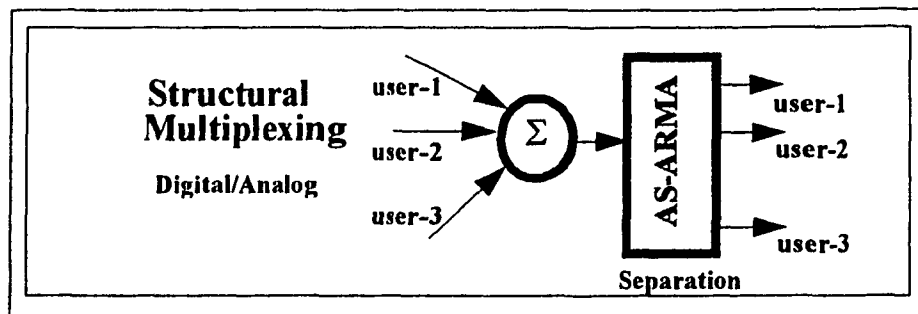 Structural
Multiplexing
Digital/Analog
user-1
user-2
user-3
Σ
AS-ARMA
user-1
user-2
user-3
Separation